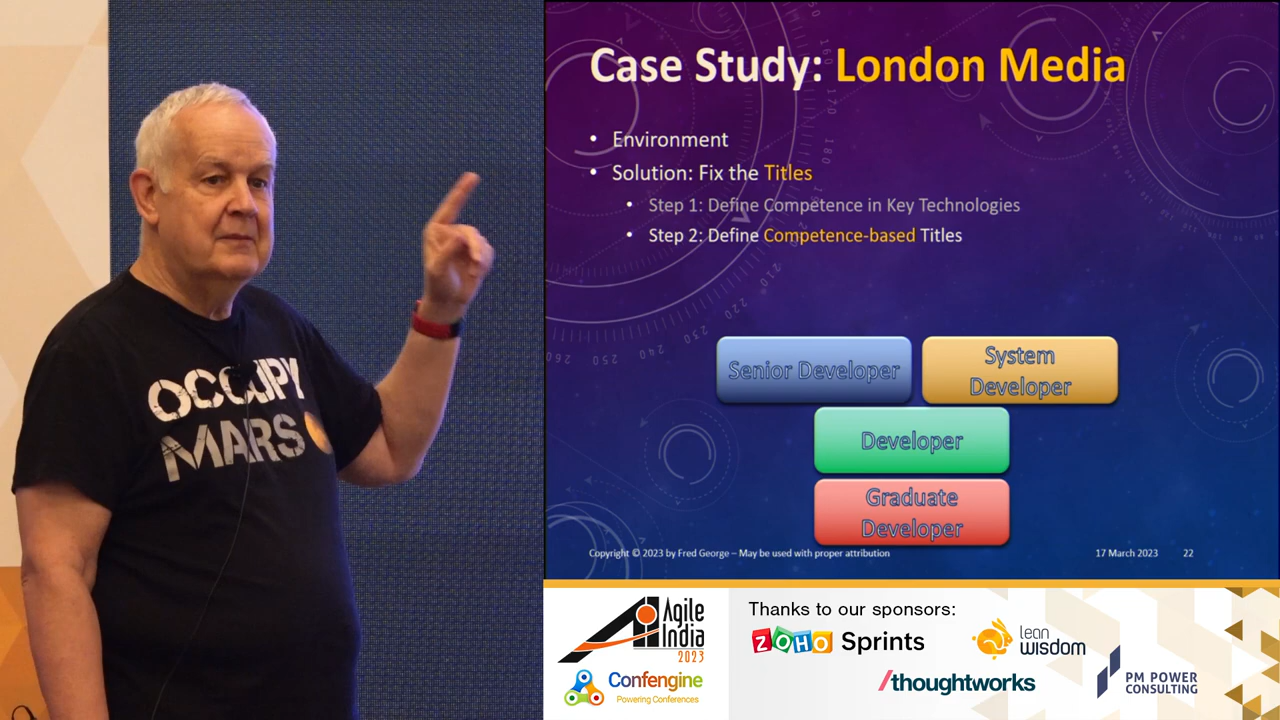 OCCUPY
MARS
Case Study: London Media
• Environment
• Solution: Fix the Titles
• Step 1: Define Competence in Key Technologies
• Step 2: Define Competence-based Titles
Senior Developer
System
Developer
Developer
Graduate
Developer
Copyright © 2023 by Fred George – May be used with proper attribution
17 March 2023
22
Agile
India
2023
Confengine
Powering Conferences
Thanks to our sponsors:
ZOHO Sprints
lean
wisdom
/thoughtworks
PM POWER
CONSULTING